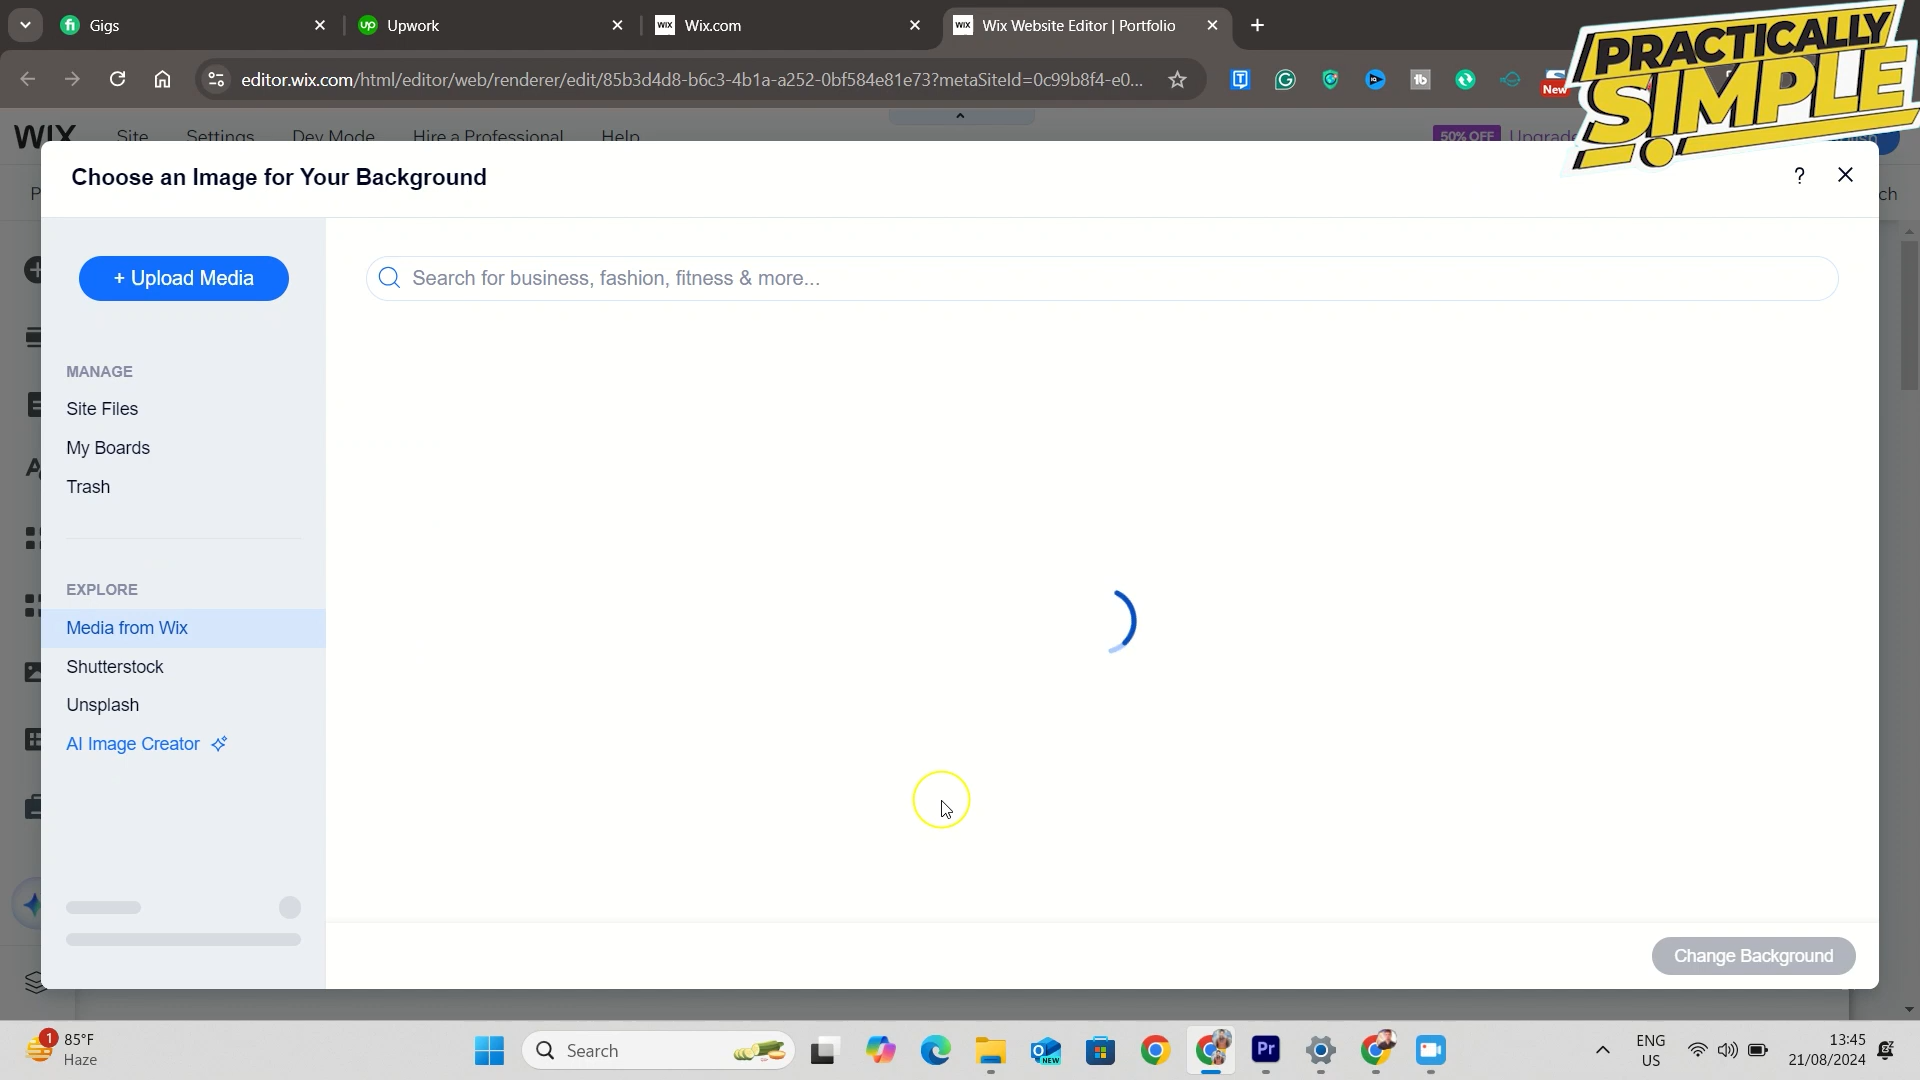 Gigs
Upwork
Wix.com
Wix Website Editor | Portfolio
editor.wix.com/html/editor/web/renderer/edit/85b3d4d8-b6c3-4b1a-a252-0bf584e81e73?metaSiteId=0c99b8f4-e0...
New
PRACTICALLY
SIMPLE
WIX Site Settings Dev Mode Hire a Professional Help 50% OFF Upgrade
Choose an Image for Your Background
?
+ Upload Media
Search for business, fashion, fitness & more...
MANAGE
Site Files
My Boards
Trash
EXPLORE
Media from Wix
Shutterstock
Unsplash
AI Image Creator
Change Background
1
85°F
Haze
Search
NEW
Pr
ENG
US
13:45
21/08/2024